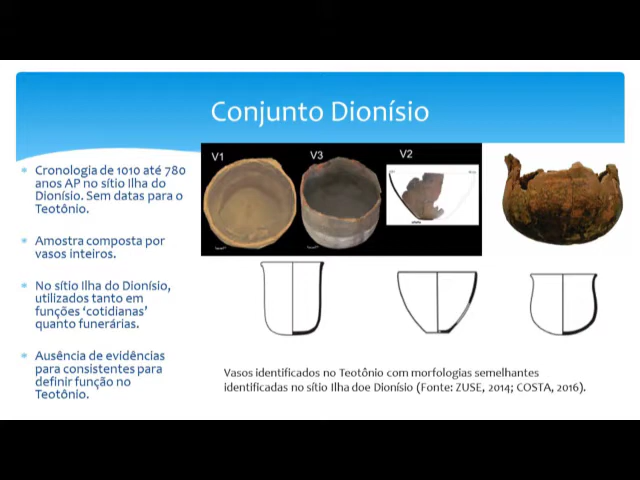 Conjunto Dionísio
Cronologia de 1010 até 780
anos AP no sítio Ilha do
Dionísio. Sem datas para o
Teotônio.
Amostra composta por
vasos inteiros.
No sítio Ilha do Dionísio,
utilizados tanto em
funções ‘cotidianas’
quanto funerárias.
Ausência de evidências
para consistentes para
definir função no
Teotônio.
V1
V3
V2
Vasos identificados no Teotônio com morfologias semelhantes
identificadas no sítio Ilha doe Dionísio (Fonte: ZUSE, 2014; COSTA, 2016).